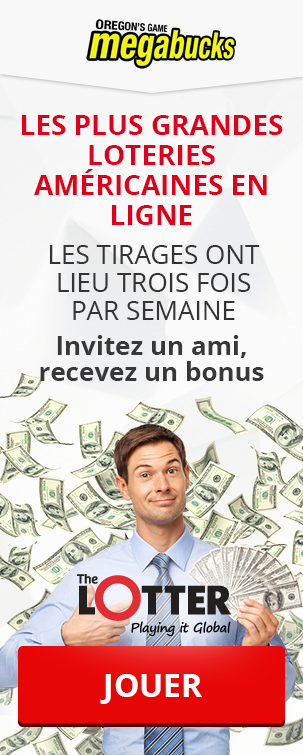 OREGON'S GAME
megabucks
LES PLUS GRANDES
LOTERIES
AMÉRICAINES EN
LIGNE
LES TIRAGES ONT
LIEU TROIS FOIS
PAR SEMAINE
Invitez un ami,
recevez un bonus
The
LOTTER
Playing it Global
JOUER